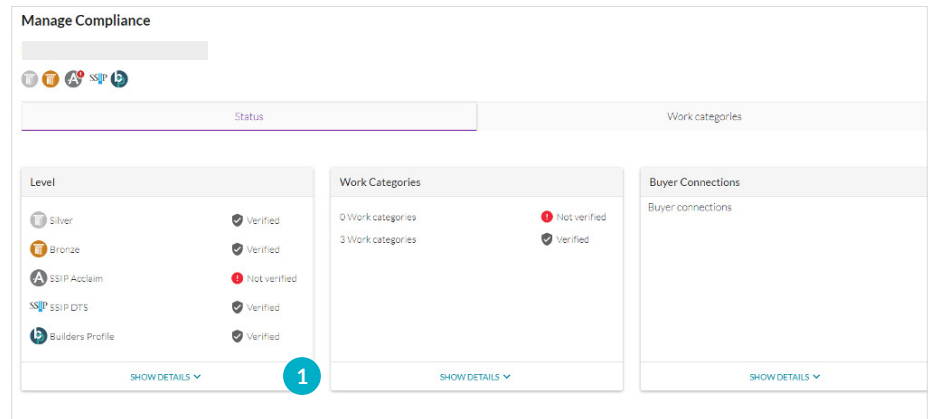 Manage Compliance
SSIP
Status
Work categories
Level
Silver
Verified
Bronze
Verified
SSIP Acclaim
Not verified
SSIP SSIP DTS
Verified
Builders Profile
Verified
SHOW DETAILS
1
Work Categories
0 Work categories
Not verified
3 Work categories
Verified
SHOW DETAILS
Buyer Connections
Buyer connections
SHOW DETAILS